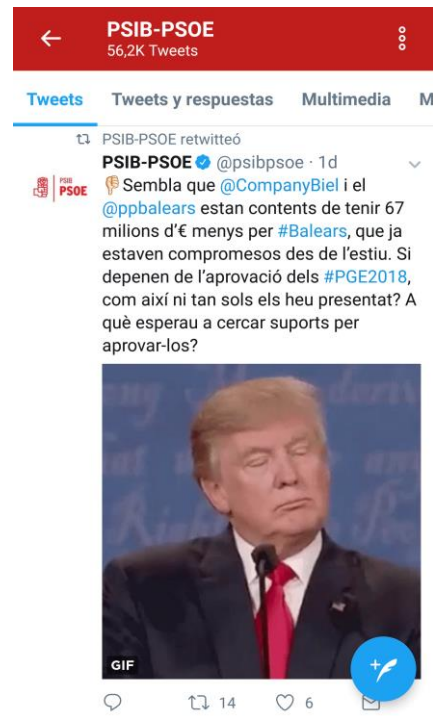 PSIB-PSOE
56,2K Tweets
Tweets Tweets y respuestas Multimedia M
PSIB-PSOE retwitteó
PSIB-PSOE @psibpsoe · 1d
PSIB
PSOE
👎Sembla que @CompanyBiel i el
@ppbalears estan contents de tenir 67
milions d'€ menys per #Balears, que ja
estaven compromesos des de l'estiu. Si
depenen de l'aprovació dels #PGE2018,
com així ni tan sols els heu presentat? A
què esperau a cercar suports per
aprovar-los?
GIF
14 6